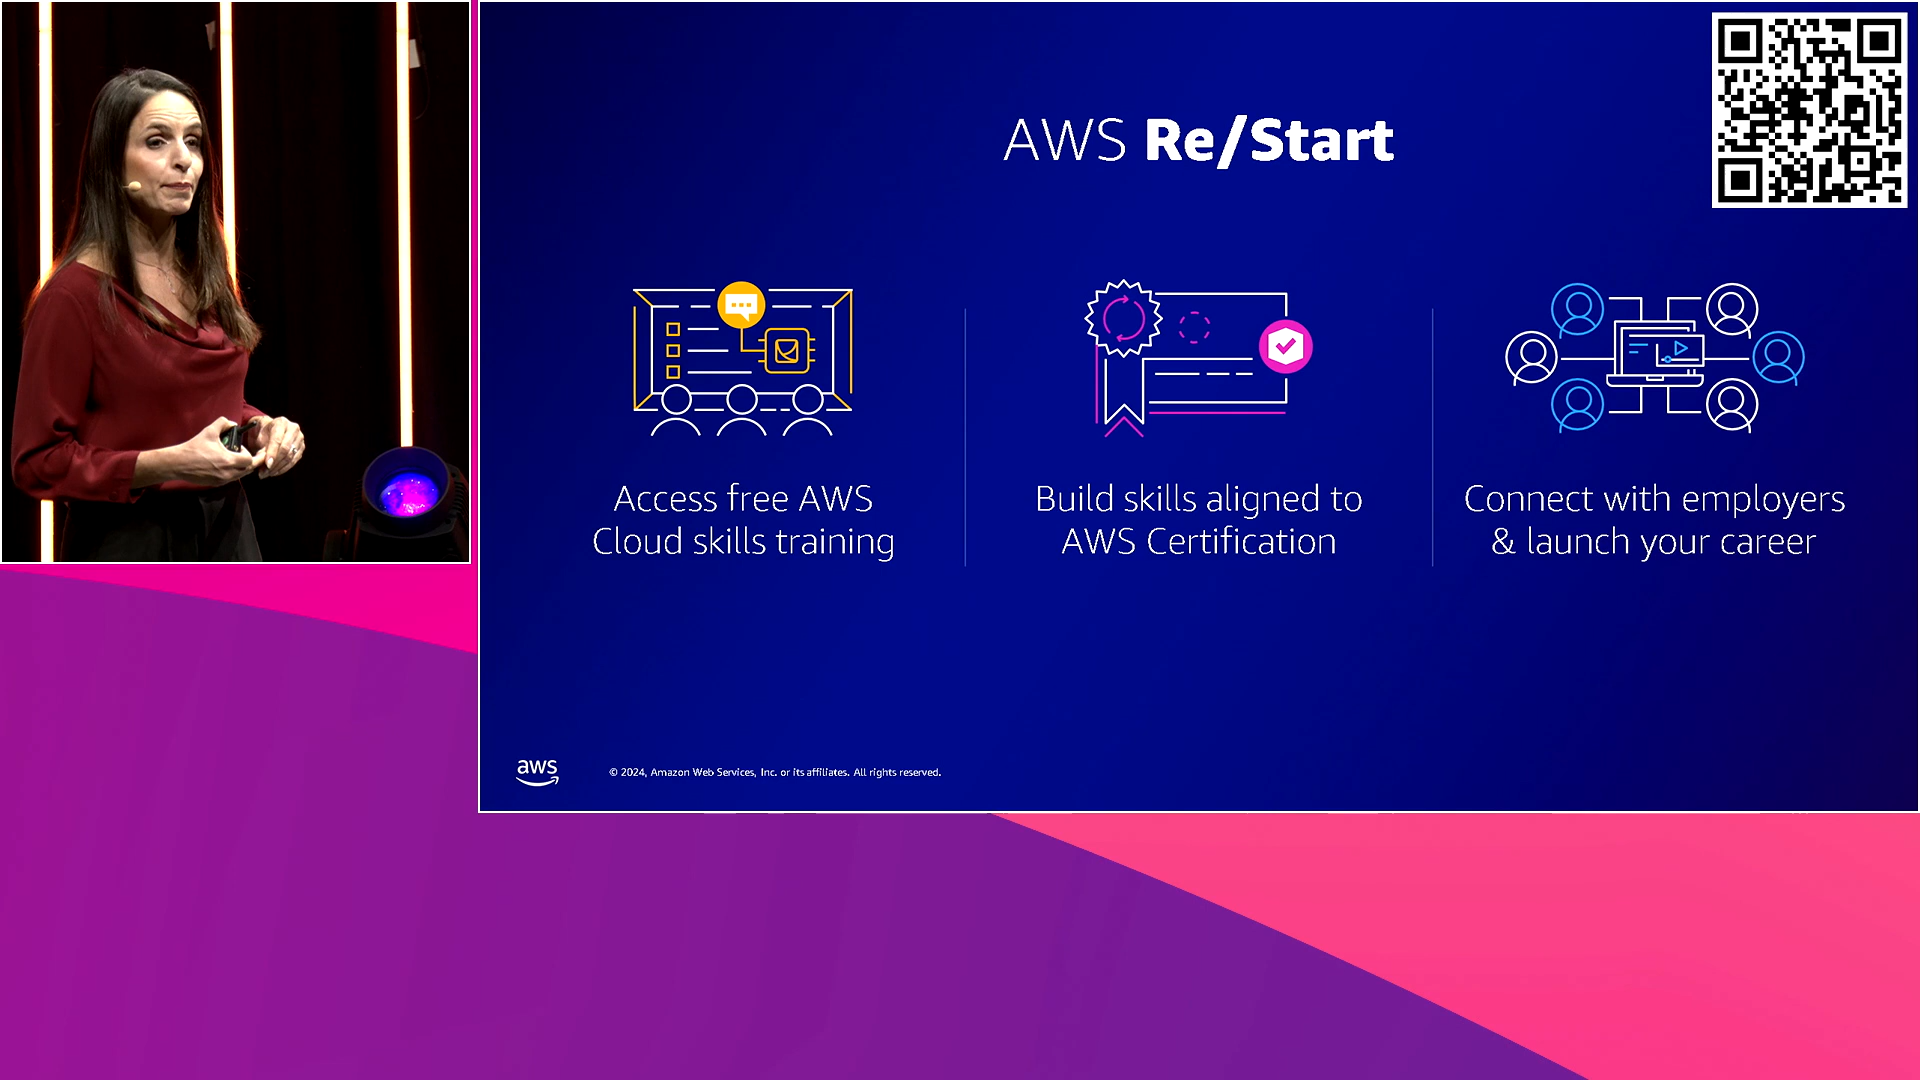 AWS Re/Start
Access free AWS
Cloud skills training
Build skills aligned to
AWS Certification
Connect with employers
& launch your career
aws
© 2024, Amazon Web Services, Inc. or its affiliates. All rights reserved.